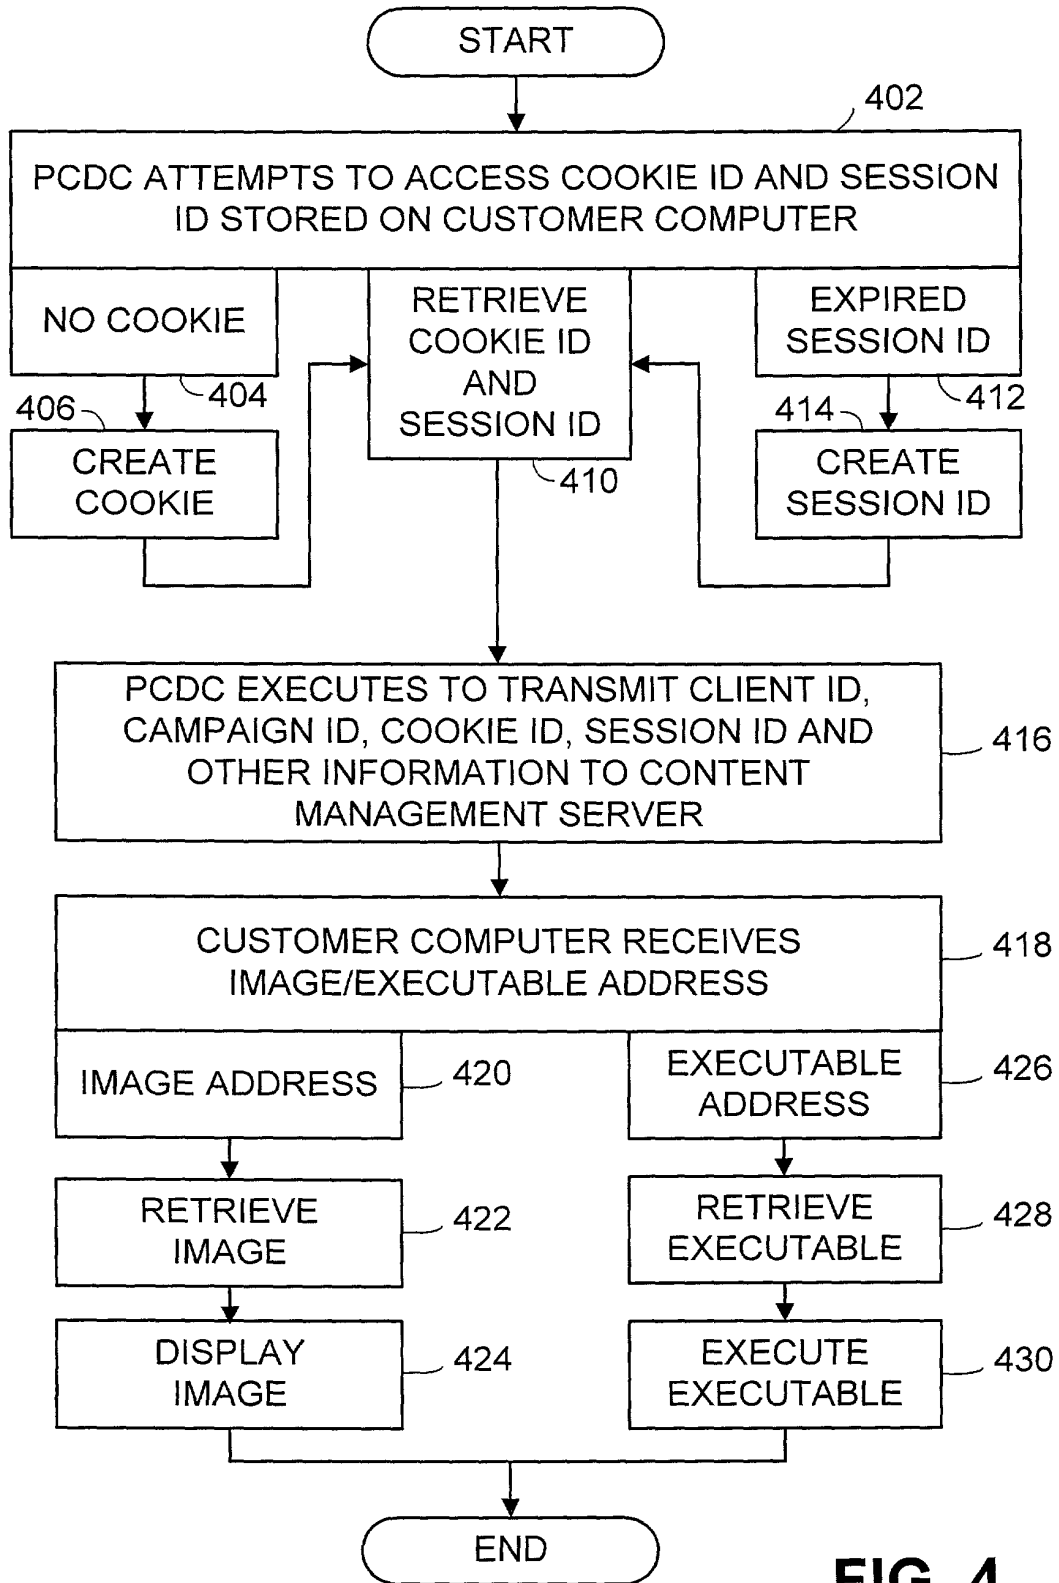 START
402
PCDC ATTEMPTS TO ACCESS COOKIE ID AND SESSION
ID STORED ON CUSTOMER COMPUTER
NO COOKIE
404
RETRIEVE
COOKIE ID
AND
SESSION ID
410
EXPIRED
SESSION ID
412
406
CREATE
COOKIE
414
CREATE
SESSION ID
PCDC EXECUTES TO TRANSMIT CLIENT ID,
CAMPAIGN ID, COOKIE ID, SESSION ID AND
OTHER INFORMATION TO CONTENT
MANAGEMENT SERVER
416
CUSTOMER COMPUTER RECEIVES
IMAGE/EXECUTABLE ADDRESS
418
IMAGE ADDRESS
420
EXECUTABLE
ADDRESS
426
RETRIEVE
IMAGE
422
RETRIEVE
EXECUTABLE
428
DISPLAY
IMAGE
424
EXECUTE
EXECUTABLE
430
END
FIG. 4